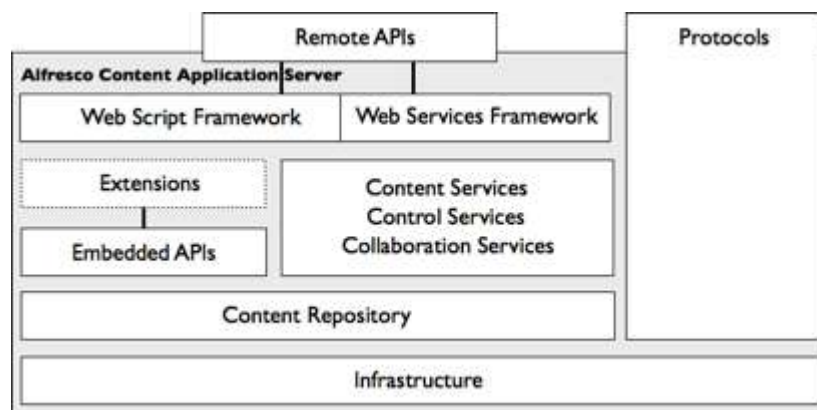 Remote APIs
Protocols
Alfresco Content Application Server
Web Script Framework
Web Services Framework
Extensions
Content Services
Control Services
Collaboration Services
Embedded APIs
Content Repository
Infrastructure